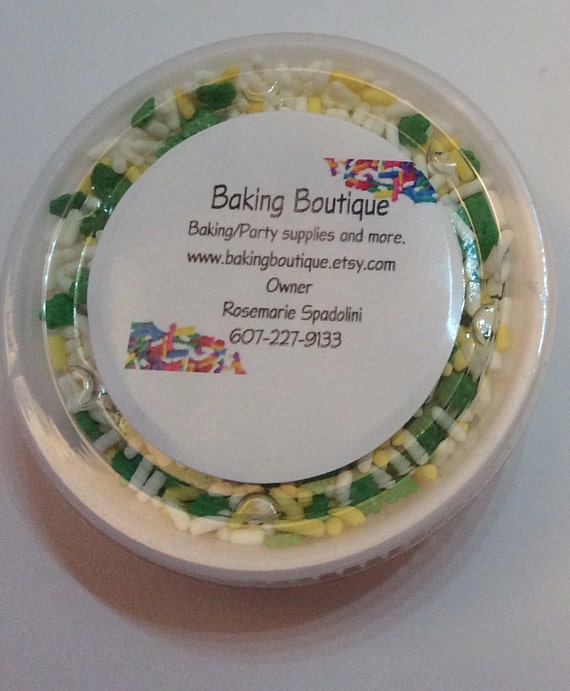 Baking Boutique
Baking/Party supplies and more.
www.bakingboutique.etsy.com
Owner
Rosemarie Spadolini
607-227-9133